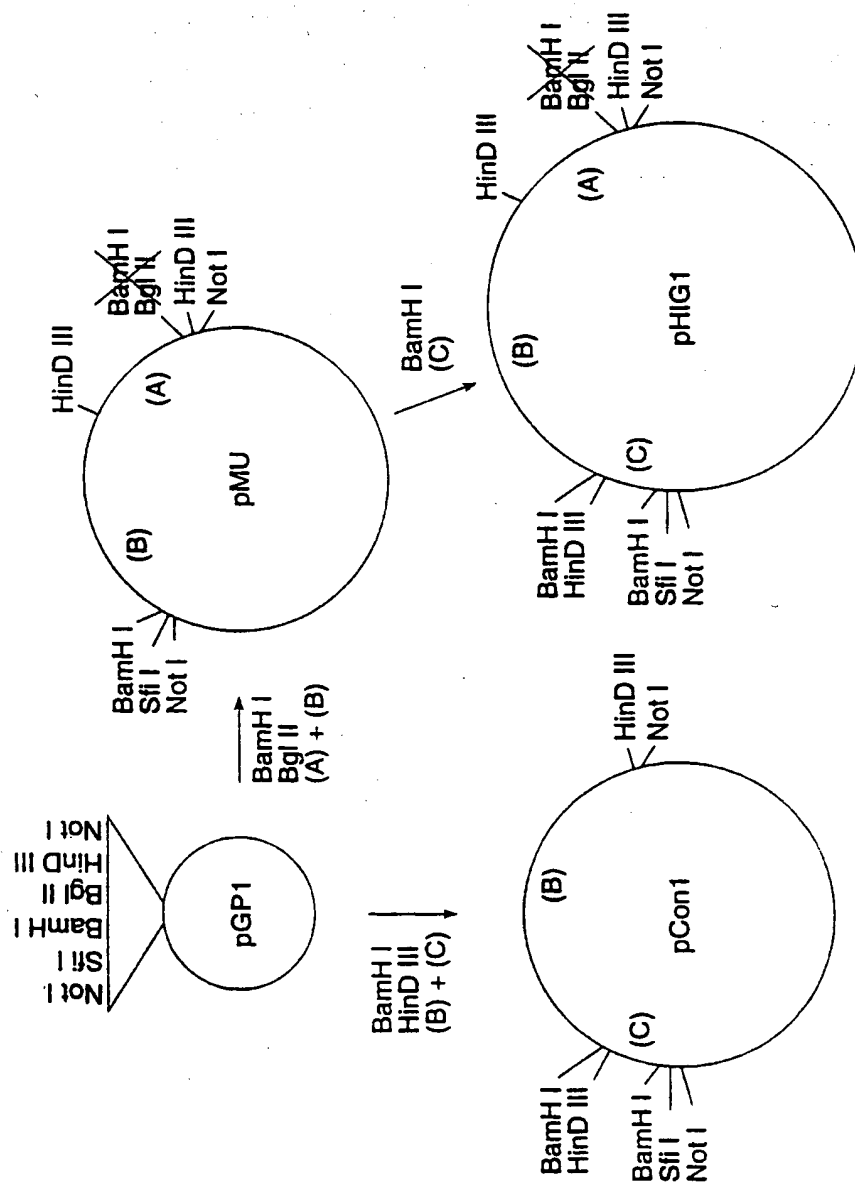 Not I
Sfi I
BamH I
Bgl II
HinD III
Not I
pGP1
BamH I
Bgl II
(A) + (B)
BamH I
Sfi I
Not I
(B)
pMU
(A)
HinD III
BamH I
Bgl II
HinD III
Not I
BamH I
HinD III
(B) + (C)
BamH I
(C)
BamH I
HinD III
BamH I
Sfi I
Not I
(C)
(B)
pCon1
HinD III
Not I
BamH I
HinD III
BamH I
Sfi I
Not I
(C)
(B)
pHIG1
(A)
HinD III
BamH I
Bgl II
HinD III
Not I